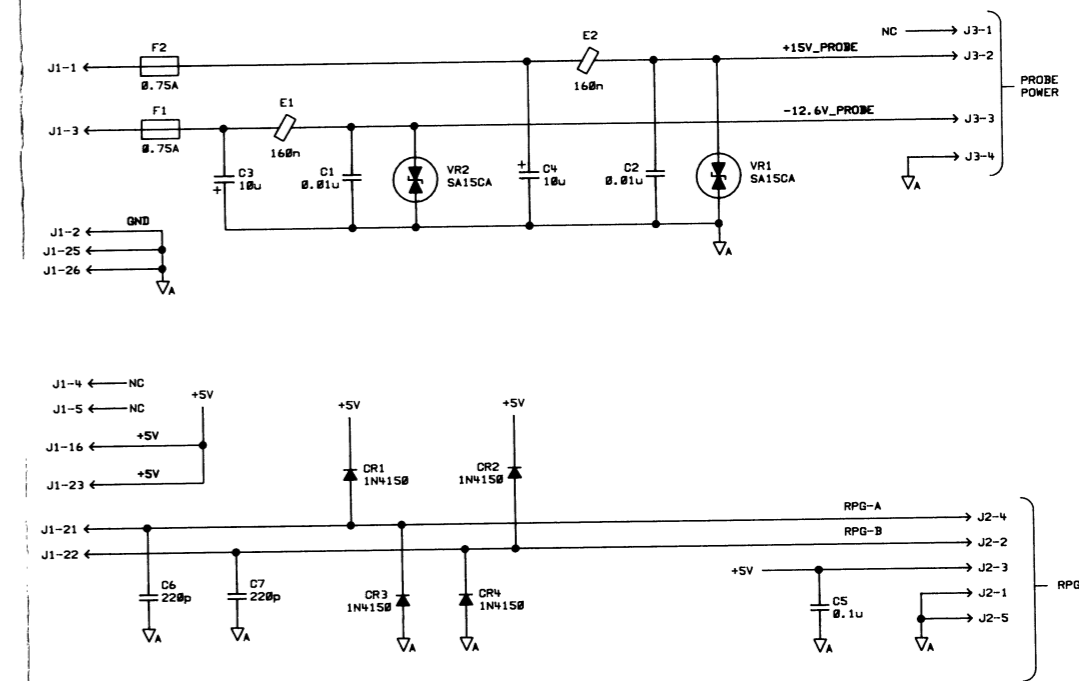 NC J3-1
E2
F2 +15V_PROBE J3-2
J1-1
PROBE
POWER
0.75A 160n
F1 E1 -12.6V_PROBE J3-3
J1-3
0.75A 160n
C3
10u
C1
0.01u
VR2
SA15CA
+ C4
10u
C2
0.01u
VR1
SA15CA
J3-4
A
+
GND
J1-2
J1-25
J1-26
A
A
J1-4 NC
J1-5 NC
+5V
+5V
+5V
J1-16 +5V
J1-23 +5V
CR1
1N4150
CR2
1N4150
J1-21 RPG-A J2-4
J1-22 RPG-B J2-2
+5V J2-3
C6
220p
C7
220p
CR3
1N4150
CR4
1N4150
C5
0.1u
J2-1
J2-5
RPG
A
A
A
A
A
A